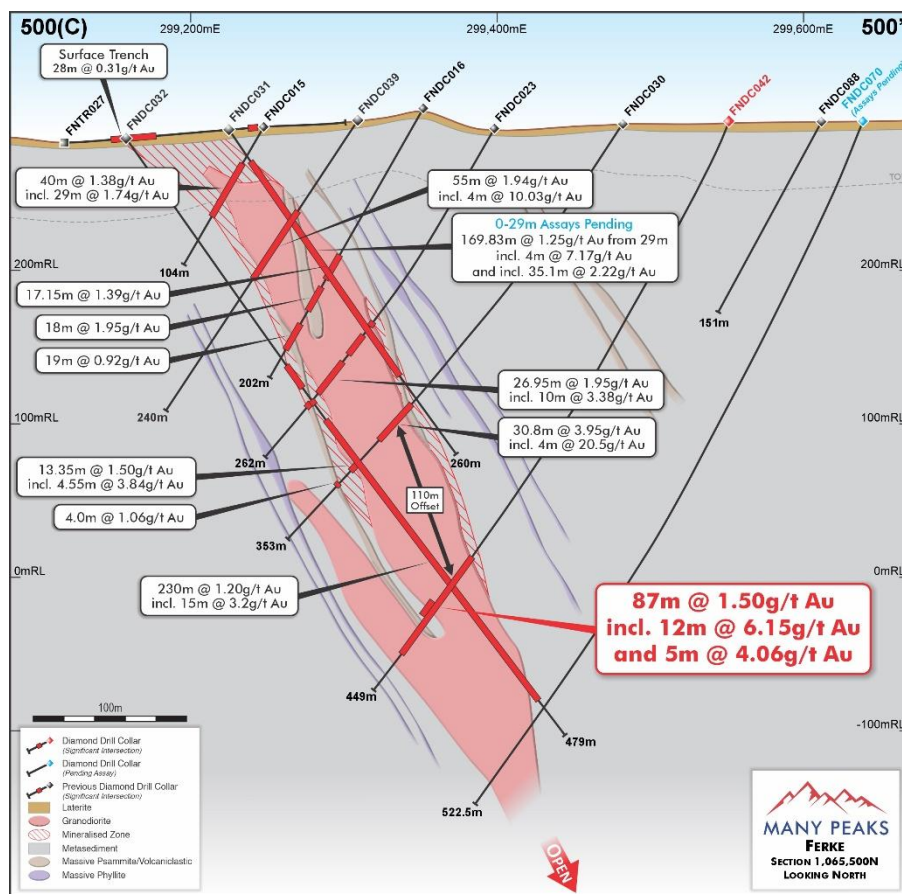 500(C)
299,200mE
299,400mE
299,600mE
500'
Surface Trench
28m @ 0.31g/t Au
FNTR027
FNDC032
FNDC031
FNDC015
FNDC039
FNDC016
FNDC023
FNDC030
FNDC042
FNDC088
FNDC070
(Assays Pending)
40m @ 1.38g/t Au
incl. 29m @ 1.74g/t Au
55m @ 1.94g/t Au
incl. 4m @ 10.03g/t Au
TO
0-29m Assays Pending
169.83m @ 1.25g/t Au from 29m
incl. 4m @ 7.17g/t Au
and incl. 35.1m @ 2.22g/t Au
104m
200mRL
17.15m @ 1.39g/t Au
18m @ 1.95g/t Au
151m
19m @ 0.92g/t Au
202m
26.95m @ 1.95g/t Au
incl. 10m @ 3.38g/t Au
240m
100mRL
100mRL
30.8m @ 3.95g/t Au
incl. 4m @ 20.5g/t Au
262m
260m
13.35m @ 1.50g/t Au
incl. 4.55m @ 3.84g/t Au
110m
Offset
4.0m @ 1.06g/t Au
353m
0mRL
0mRL
230m @ 1.20g/t Au
incl. 15m @ 3.2g/t Au
87m @ 1.50g/t Au
incl. 12m @ 6.15g/t Au
and 5m @ 4.06g/t Au
449m
100m
479m
-100mRL
Diamond Drill Collar
(Significant Intersection)
Diamond Drill Collar
(Pending Assay)
Previous Diamond Drill Collar
(Significant Intersection)
Laterite
Granodiorite
Mineralised Zone
Metasediment
Massive Psammite/Volcaniclastic
Massive Phyllite
522.5m
OPEN
MANY PEAKS
FERKE
SECTION 1,065,500N
LOOKING NORTH